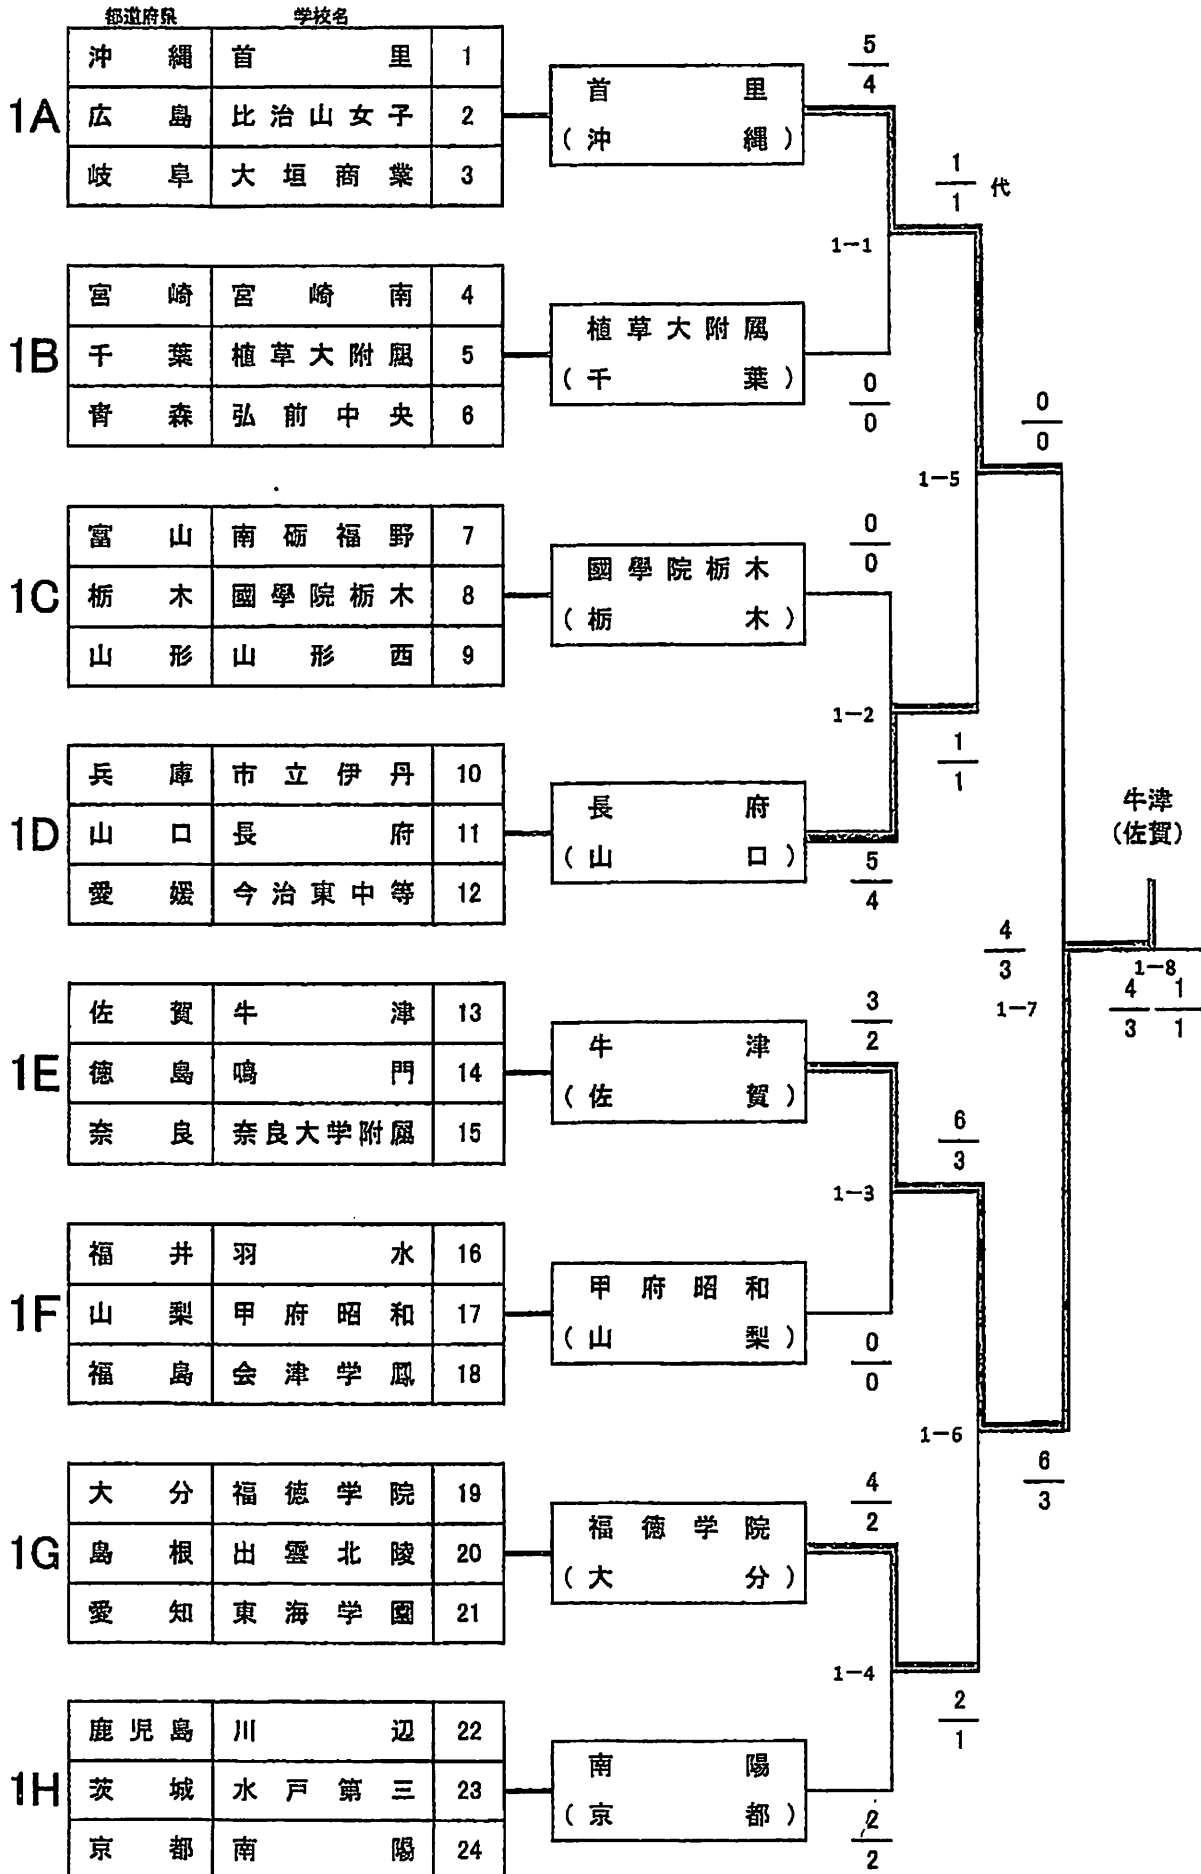 都道府県 学校名
1A
沖縄 首里 1
広島 比治山女子 2
岐阜 大垣商業 3
首里
(沖縄)
5
4
1
1 代
1-1
1B
宮崎 宮崎南 4
千葉 植草大附属 5
青森 弘前中央 6
植草大附属
(千葉)
0
0
0
0
1-5
1C
富山 南砺福野 7
栃木 國學院栃木 8
山形 山形西 9
國學院栃木
(栃木)
0
0
1-2
1
1
1D
兵庫 市立伊丹 10
山口 長府 11
愛媛 今治東中等 12
長府
(山口)
5
4
牛津
(佐賀)
4
3
1-7
1-8
4 1
3 1
1E
佐賀 牛津 13
徳島 鳴門 14
奈良 奈良大学附属 15
牛津
(佐賀)
3
2
6
3
1-3
1F
福井 羽水 16
山梨 甲府昭和 17
福島 会津学鳳 18
甲府昭和
(山梨)
0
0
1-6
6
3
1G
大分 福徳学院 19
島根 出雲北陵 20
愛知 東海学園 21
福徳学院
(大分)
4
2
1-4
2
1
1H
鹿児島 川辺 22
茨城 水戸第三 23
京都 南陽 24
南陽
(京都)
2
2